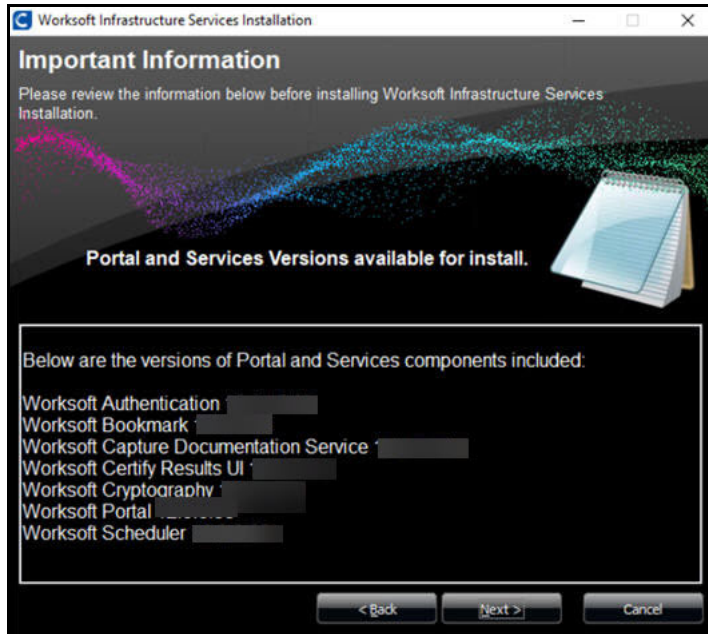 Worksoft Infrastructure Services Installation
Important Information
Please review the information below before installing Worksoft Infrastructure Services
Installation.
Portal and Services Versions available for install.
Below are the versions of Portal and Services components included:
Worksoft Authentication
Worksoft Bookmark
Worksoft Capture Documentation Service
Worksoft Certify Results UI
Worksoft Cryptography
Worksoft Portal
Worksoft Scheduler
< Back
Next >
Cancel